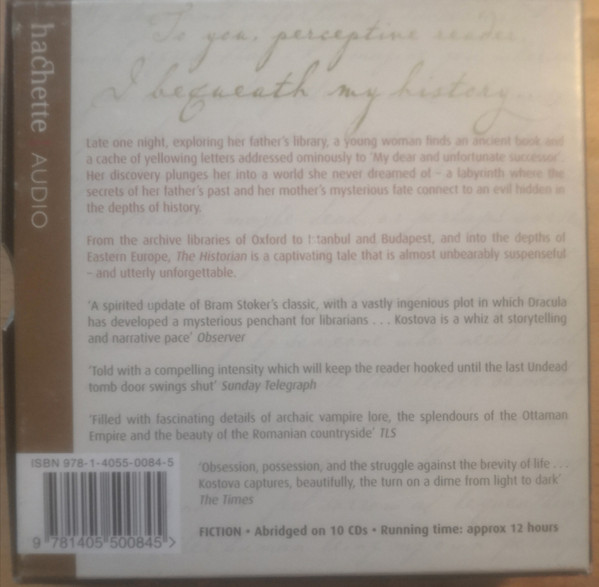 To you, perceptive reader,
I bequeath my history
hachette AUDIO
Late one night, exploring her father's library, a young woman finds an ancient book and
a cache of yellowing letters addressed ominously to 'My dear and unfortunate successor'.
Her discovery plunges her into a world she never dreamed of – a labyrinth where the
secrets of her father's past and her mother's mysterious fate connect to an evil hidden in
the depths of history.
From the archive libraries of Oxford to Istanbul and Budapest, and into the depths of
Eastern Europe, The Historian is a captivating tale that is almost unbearably suspenseful
– and utterly unforgettable.
'A spirited update of Bram Stoker's classic, with a vastly ingenious plot in which Dracula
has developed a mysterious penchant for librarians . . . Kostova is a whiz at storytelling
and narrative pace' Observer
'Told with a compelling intensity which will keep the reader hooked until the last Undead
tomb door swings shut' Sunday Telegraph
'Filled with fascinating details of archaic vampire lore, the splendours of the Ottaman
Empire and the beauty of the Romanian countryside' TLS
'Obsession, possession, and the struggle against the brevity of life . . .
Kostova captures, beautifully, the turn on a dime from light to dark'
The Times
FICTION • Abridged on 10 CDs • Running time: approx 12 hours
ISBN 978-1-4055-0084-5
9 781405 500845 >